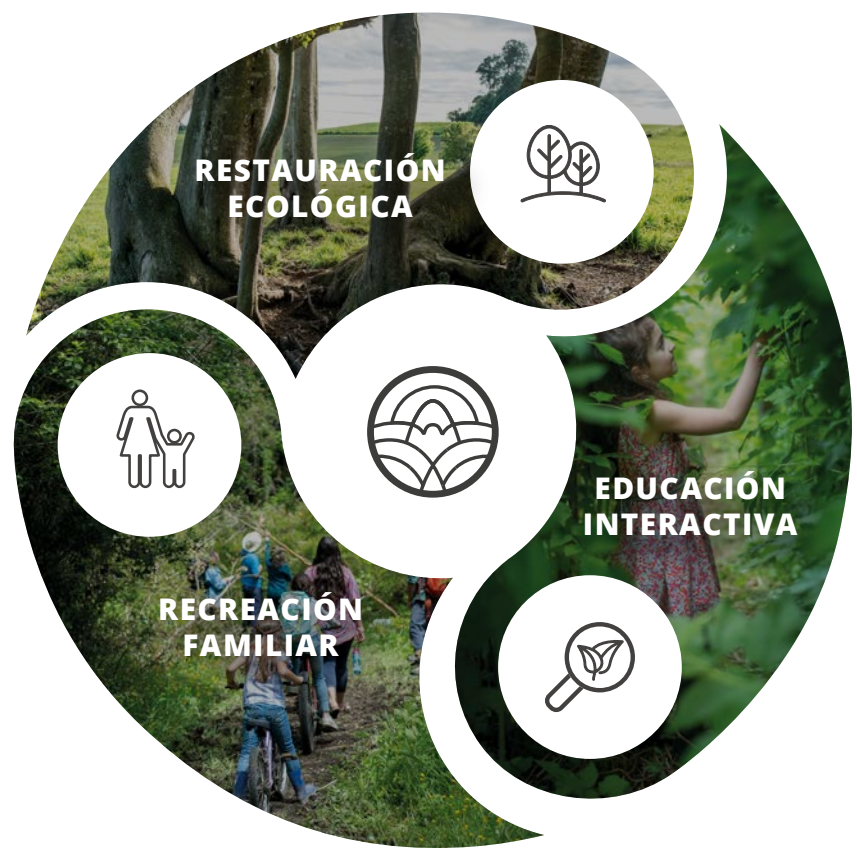 RESTAURACIÓN
ECOLÓGICA
EDUCACIÓN
INTERACTIVA
RECREACIÓN
FAMILIAR